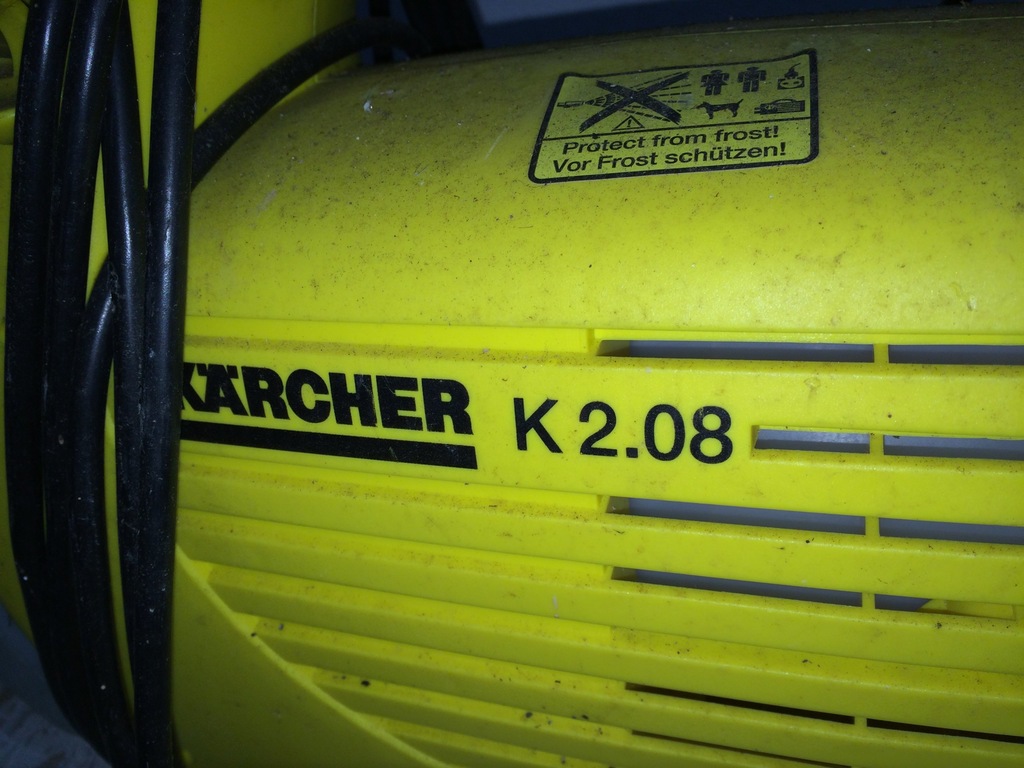 Protect from frost!
Vor Frost schützen!
KÄRCHER K 2.08